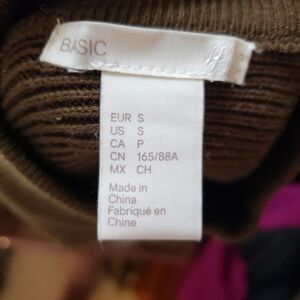 BASIC
EUR S
US S
CA P
CN 165/88A
MX CH
Made in
China
Fabriqué en
Chine